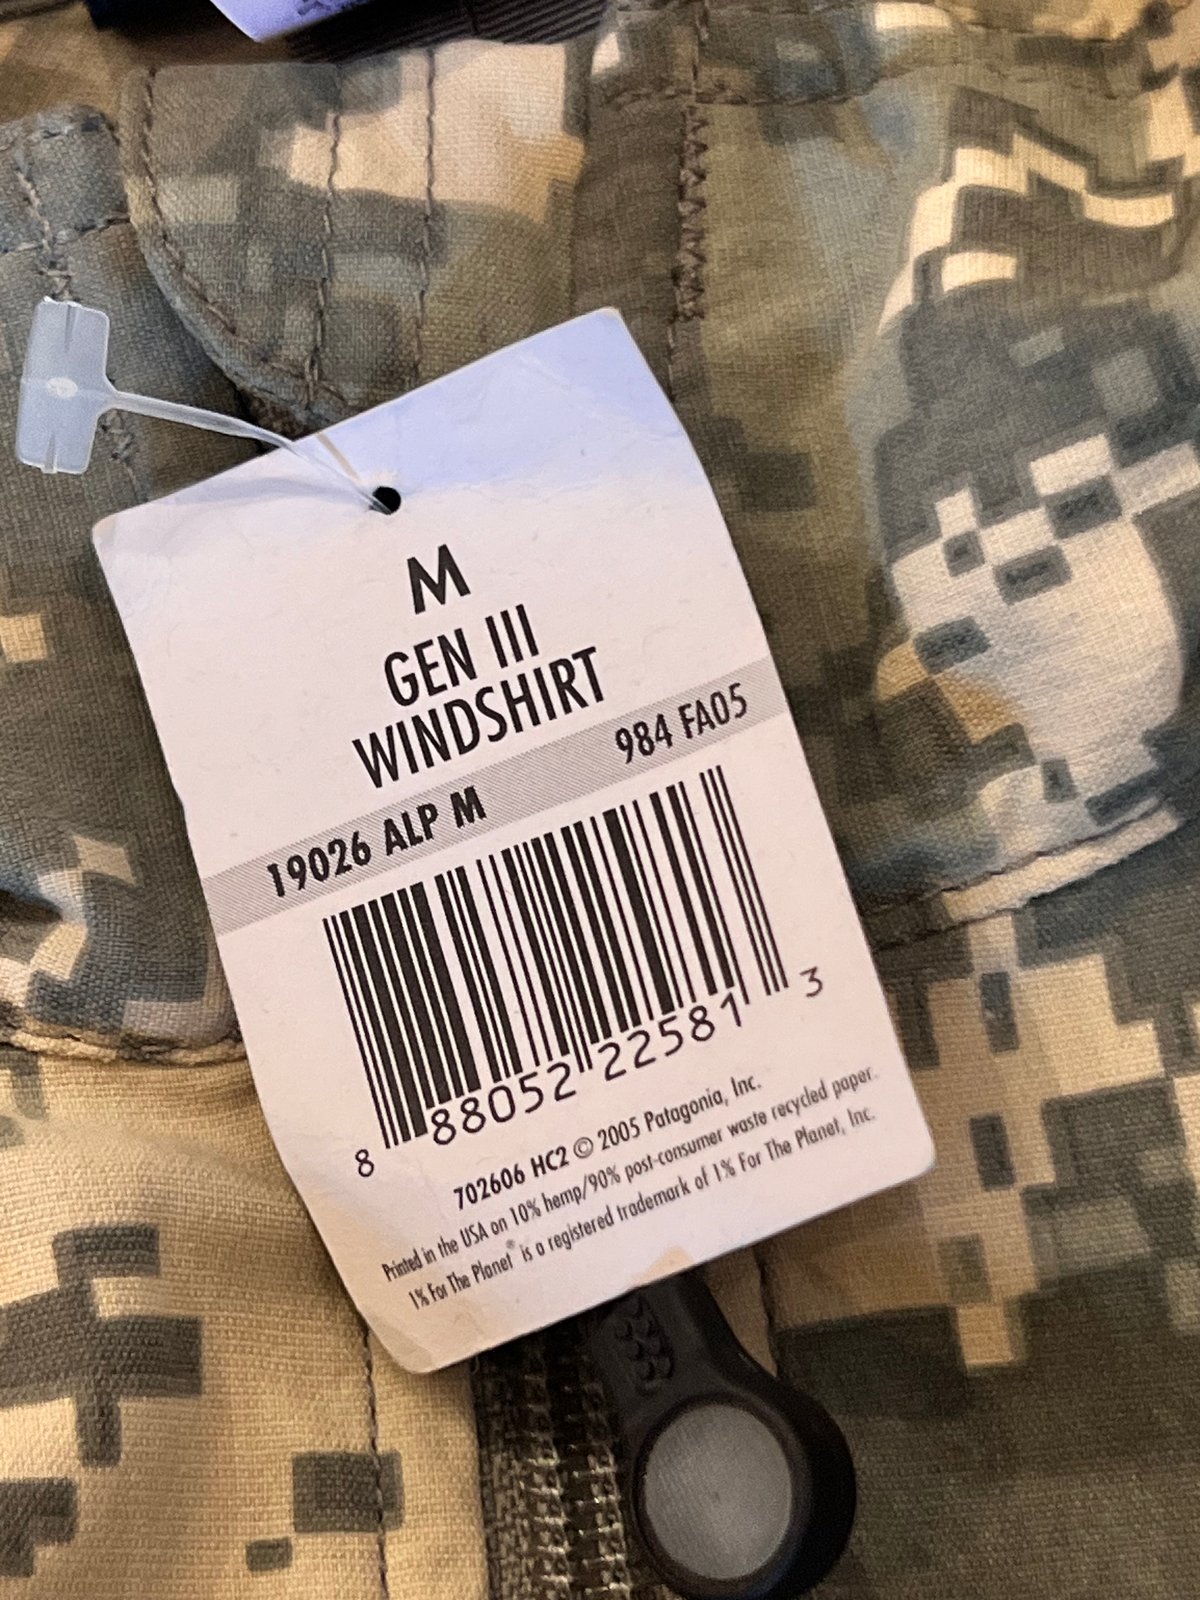 M
GEN III
WINDSHIRT
19026 ALP M 984 FA05
8 88052 22581 3
702606 HC2 © 2005 Patagonia, Inc.
Printed in the USA on 10% hemp/90% post-consumer waste recycled paper.
1% For The Planet® is a registered trademark of 1% For The Planet, Inc.